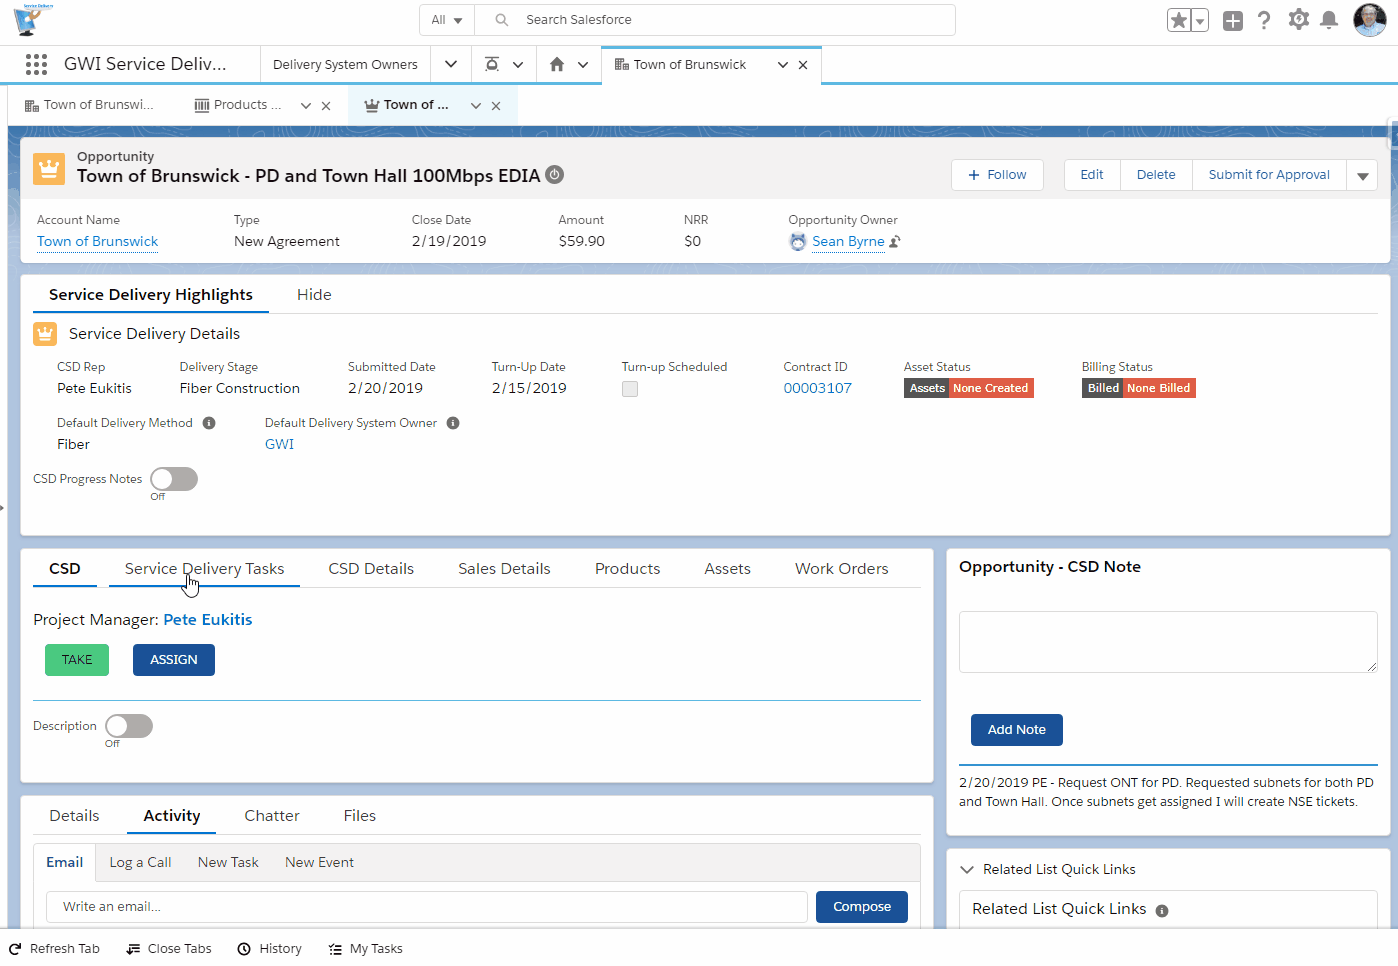 Service Delivery
All
Search Salesforce
GWI Service Deliv...
Delivery System Owners
Town of Brunswick
Town of Brunswi...
Products ...
Town of ...
Opportunity
Town of Brunswick - PD and Town Hall 100Mbps EDIA
+ Follow
Edit
Delete
Submit for Approval
Account Name
Type
Close Date
Amount
NRR
Opportunity Owner
Town of Brunswick
New Agreement
2/19/2019
$59.90
$0
Sean Byrne
Service Delivery Highlights
Hide
Service Delivery Details
CSD Rep
Delivery Stage
Submitted Date
Turn-Up Date
Turn-up Scheduled
Contract ID
Asset Status
Billing Status
Pete Eukitis
Fiber Construction
2/20/2019
2/15/2019
00003107
Assets None Created
Billed None Billed
Default Delivery Method
Default Delivery System Owner
Fiber
GWI
CSD Progress Notes
Off
CSD
Service Delivery Tasks
CSD Details
Sales Details
Products
Assets
Work Orders
Project Manager: Pete Eukitis
TAKE
ASSIGN
Description
Off
Opportunity - CSD Note
Add Note
2/20/2019 PE - Request ONT for PD. Requested subnets for both PD
and Town Hall. Once subnets get assigned I will create NSE tickets.
Details
Activity
Chatter
Files
Email
Log a Call
New Task
New Event
Write an email...
Compose
Related List Quick Links
Related List Quick Links
Refresh Tab
Close Tabs
History
My Tasks